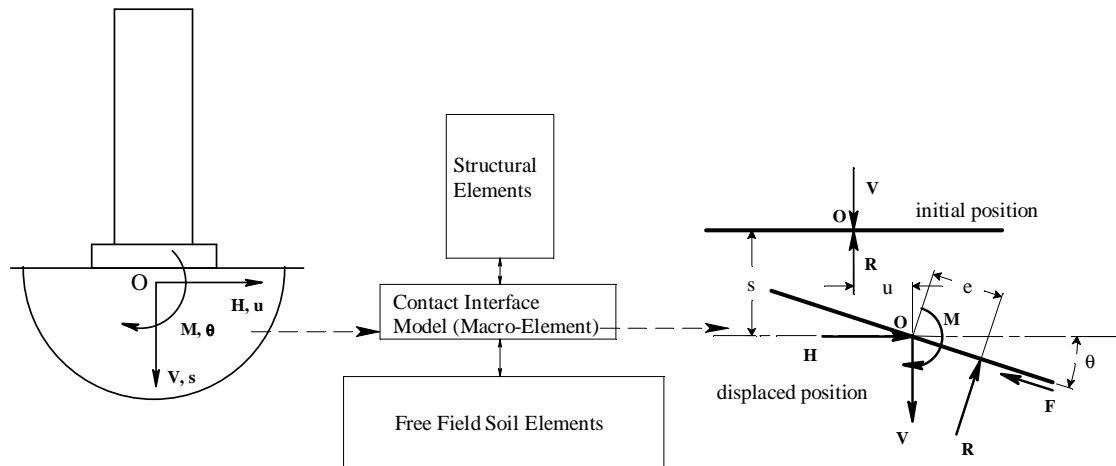 O
H, u
M, θ
V, s
Structural
Elements
Contact Interface
Model (Macro-Element)
Free Field Soil Elements
V
O
initial position
R
s
u
e
O
M
H
θ
displaced position
F
V
R